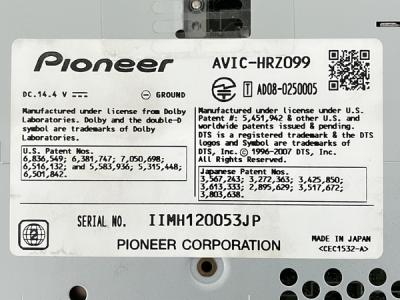 Pioneer
AVIC-HRZ099
DC.14.4 V
⊖ GROUND
T AD08-0250005
Manufactured under license from Dolby
Laboratories. Dolby and the double-D
symbol are trademarks of Dolby
Laboratories.
U.S. Patent Nos.
6,836,549; 6,381,747; 7,050,698;
6,516,132; and 5,583,936; 5,315,448;
6,501,842.
Manufactured under license under U.S.
Patent #'s: 5,451,942 & other U.S. and
worldwide patents issued & pending.
DTS is a registered trademark & the DTS
logos and Symbol are trademarks of DTS,
Inc. © 1996-2007 DTS, Inc.
All Rights Reserved.
Japanese Patent Nos.
3,567,243; 3,272,363; 3,425,850;
3,613,333; 2,895,629; 3,517,672;
3,803,638.
SERIAL NO. IIMH120053JP
PIONEER CORPORATION
MADE IN JAPAN
<CEC1532-A>